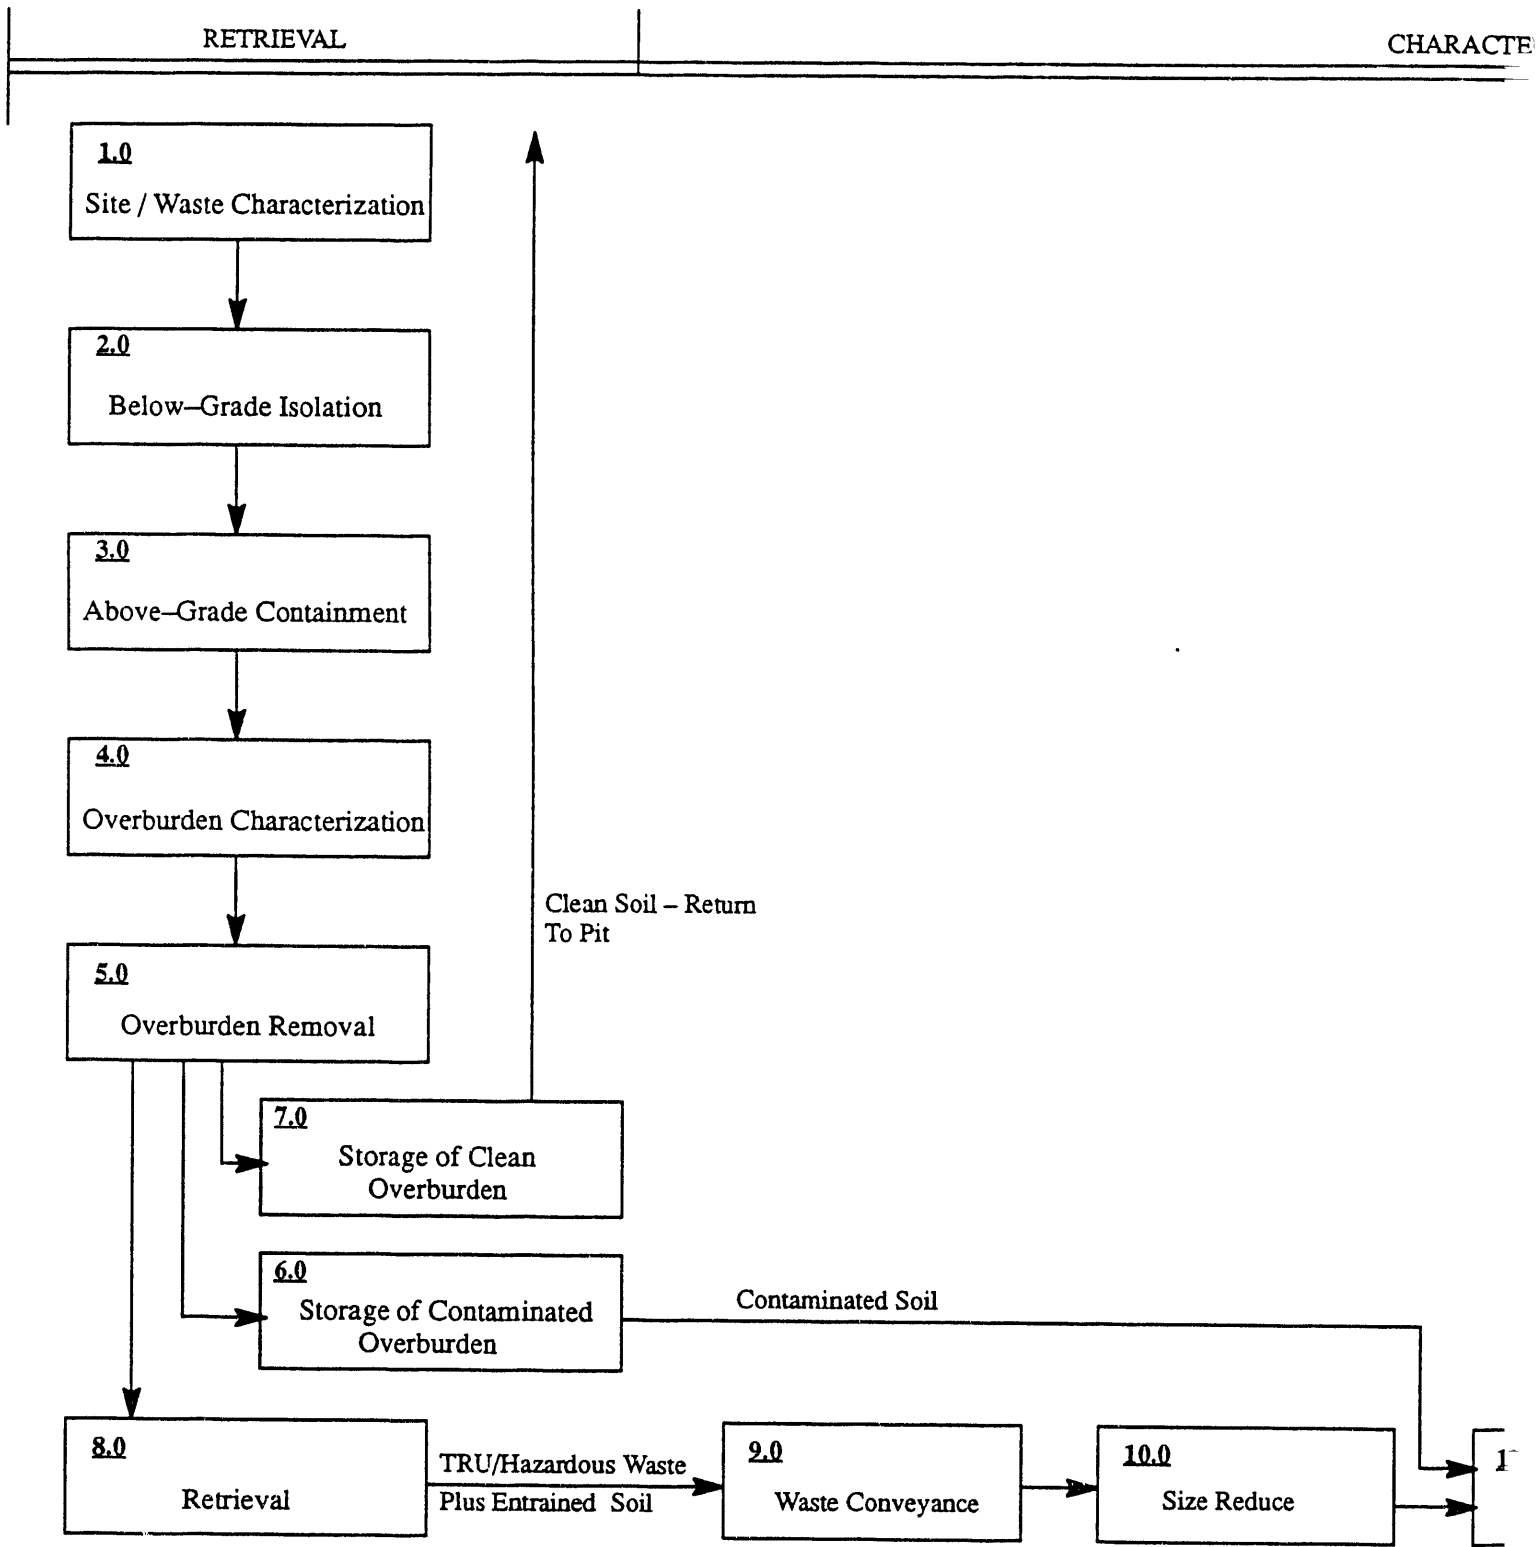 RETRIEVAL
CHARACTE
1.0
Site / Waste Characterization
2.0
Below–Grade Isolation
3.0
Above–Grade Containment
4.0
Overburden Characterization
Clean Soil – Return
To Pit
5.0
Overburden Removal
7.0
Storage of Clean
Overburden
6.0
Storage of Contaminated
Overburden
Contaminated Soil
8.0
Retrieval
TRU/Hazardous Waste
Plus Entrained Soil
9.0
Waste Conveyance
10.0
Size Reduce